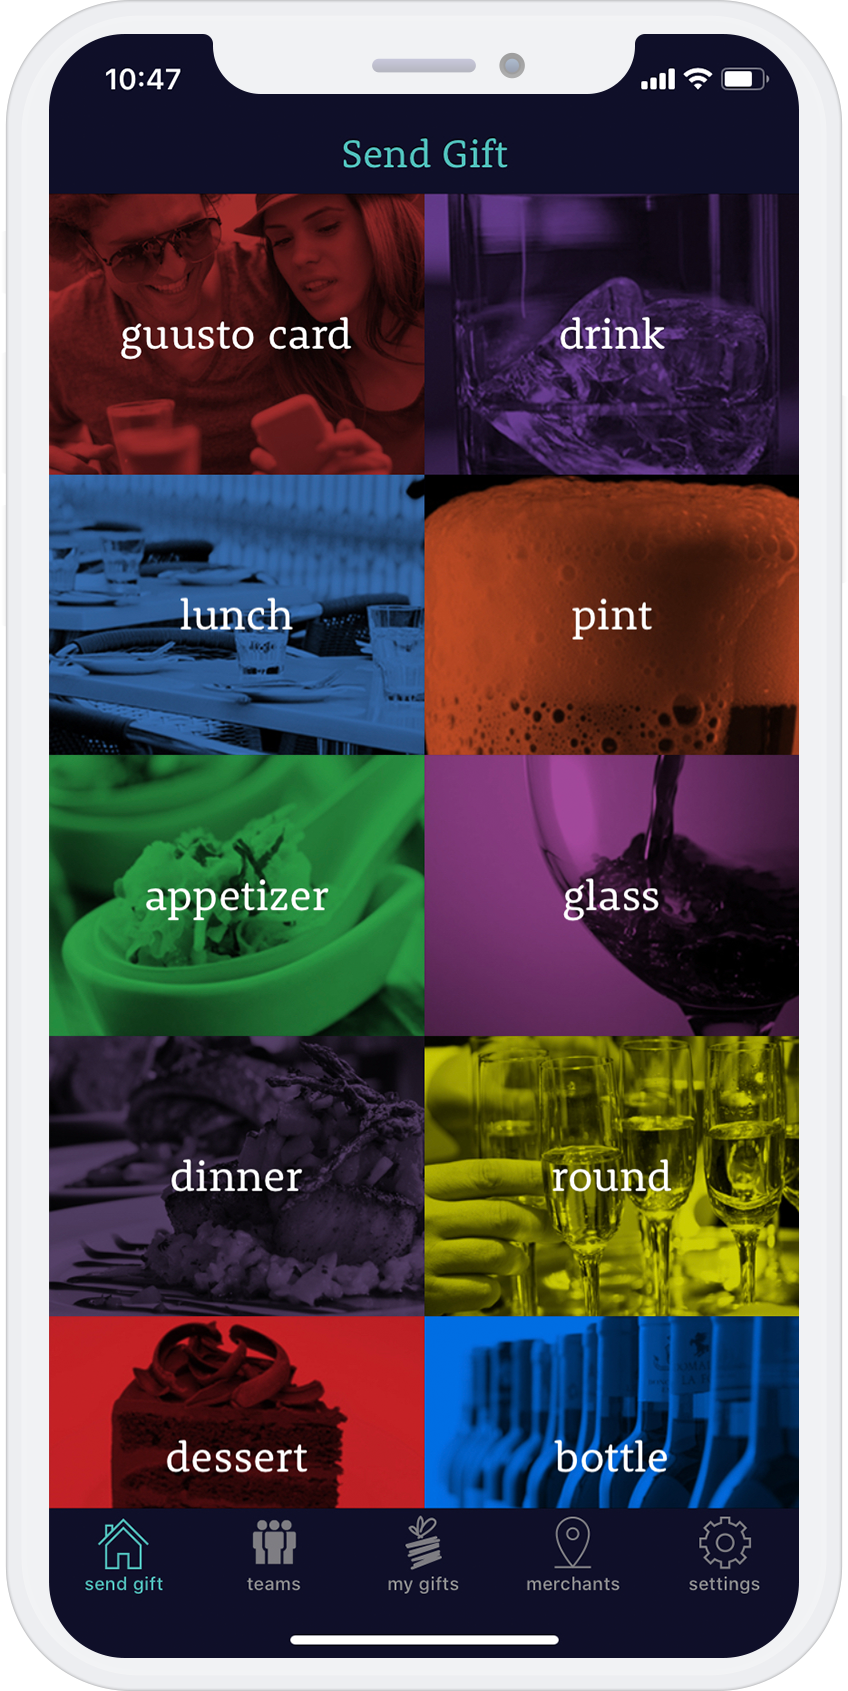 10:47
Send Gift
guusto card
drink
lunch
pint
appetizer
glass
dinner
round
dessert
bottle
send gift
teams
my gifts
merchants
settings